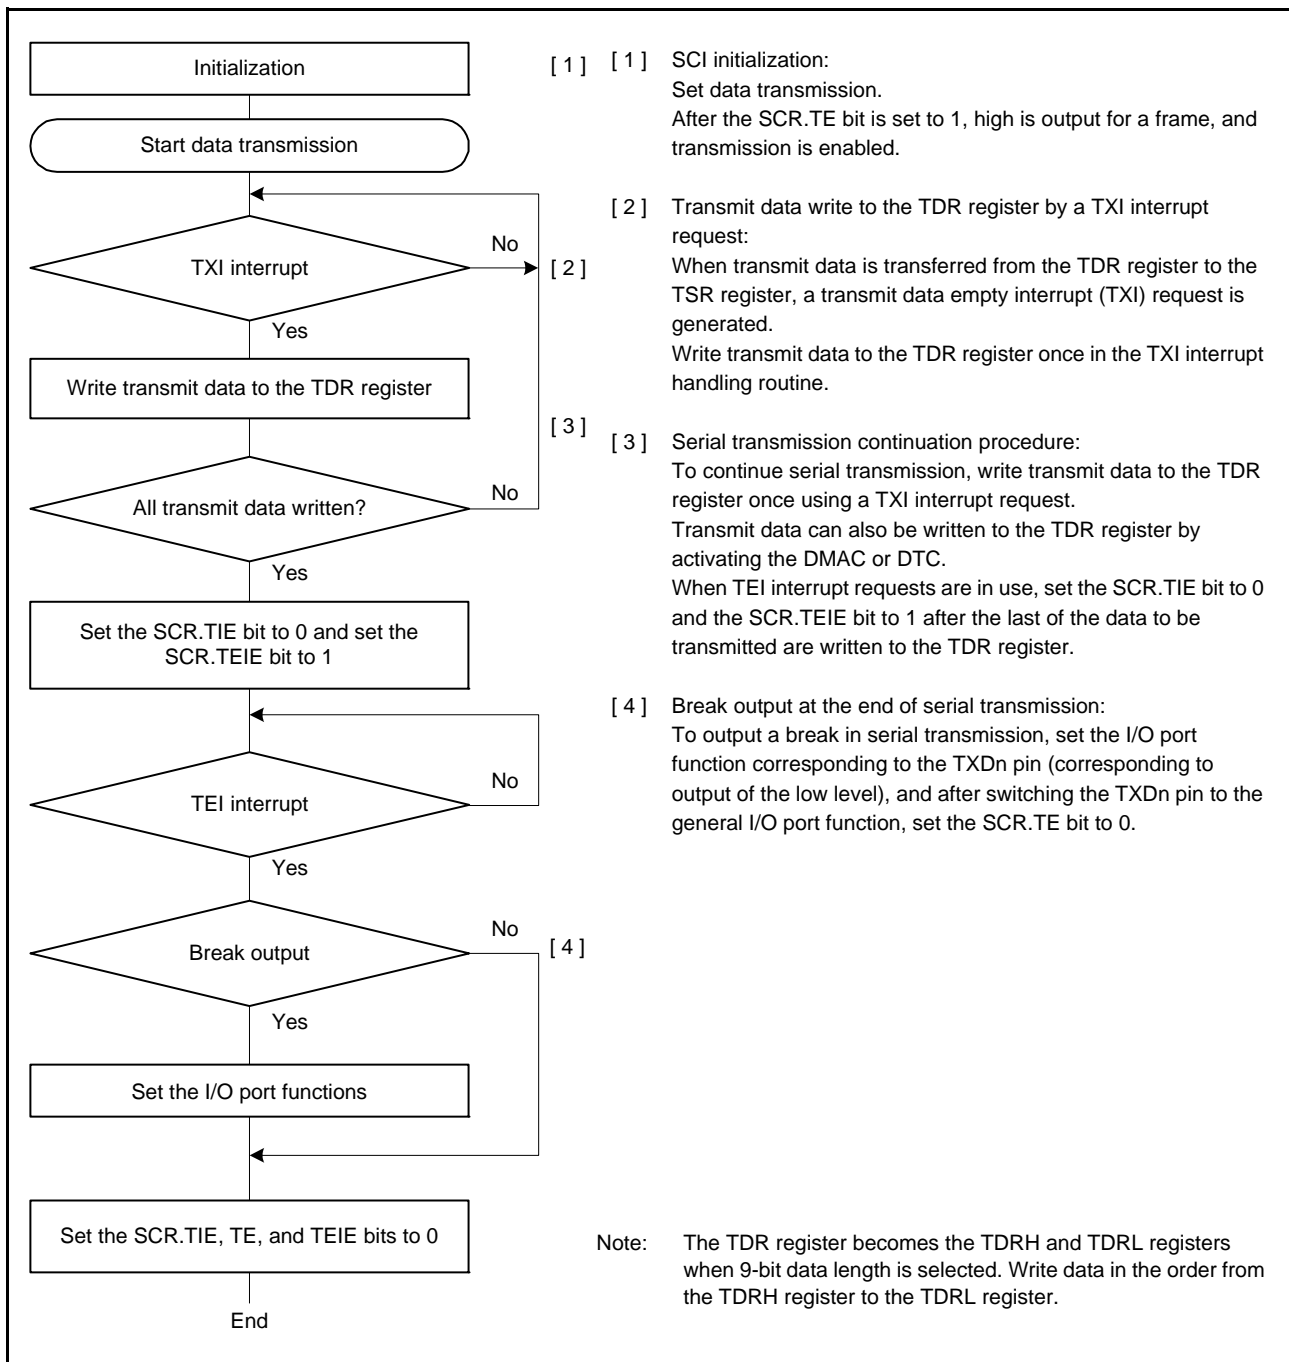 Initialization
[ 1 ]
Start data transmission
No
TXI interrupt
[ 2 ]
Yes
Write transmit data to the TDR register
[ 3 ]
No
All transmit data written?
Yes
Set the SCR.TIE bit to 0 and set the
SCR.TEIE bit to 1
No
TEI interrupt
Yes
No
Break output
[ 4 ]
Yes
Set the I/O port functions
Set the SCR.TIE, TE, and TEIE bits to 0
End
[ 1 ] SCI initialization:
Set data transmission.
After the SCR.TE bit is set to 1, high is output for a frame, and
transmission is enabled.
[ 2 ] Transmit data write to the TDR register by a TXI interrupt
request:
When transmit data is transferred from the TDR register to the
TSR register, a transmit data empty interrupt (TXI) request is
generated.
Write transmit data to the TDR register once in the TXI interrupt
handling routine.
[ 3 ] Serial transmission continuation procedure:
To continue serial transmission, write transmit data to the TDR
register once using a TXI interrupt request.
Transmit data can also be written to the TDR register by
activating the DMAC or DTC.
When TEI interrupt requests are in use, set the SCR.TIE bit to 0
and the SCR.TEIE bit to 1 after the last of the data to be
transmitted are written to the TDR register.
[ 4 ] Break output at the end of serial transmission:
To output a break in serial transmission, set the I/O port
function corresponding to the TXDn pin (corresponding to
output of the low level), and after switching the TXDn pin to the
general I/O port function, set the SCR.TE bit to 0.
Note: The TDR register becomes the TDRH and TDRL registers
when 9-bit data length is selected. Write data in the order from
the TDRH register to the TDRL register.